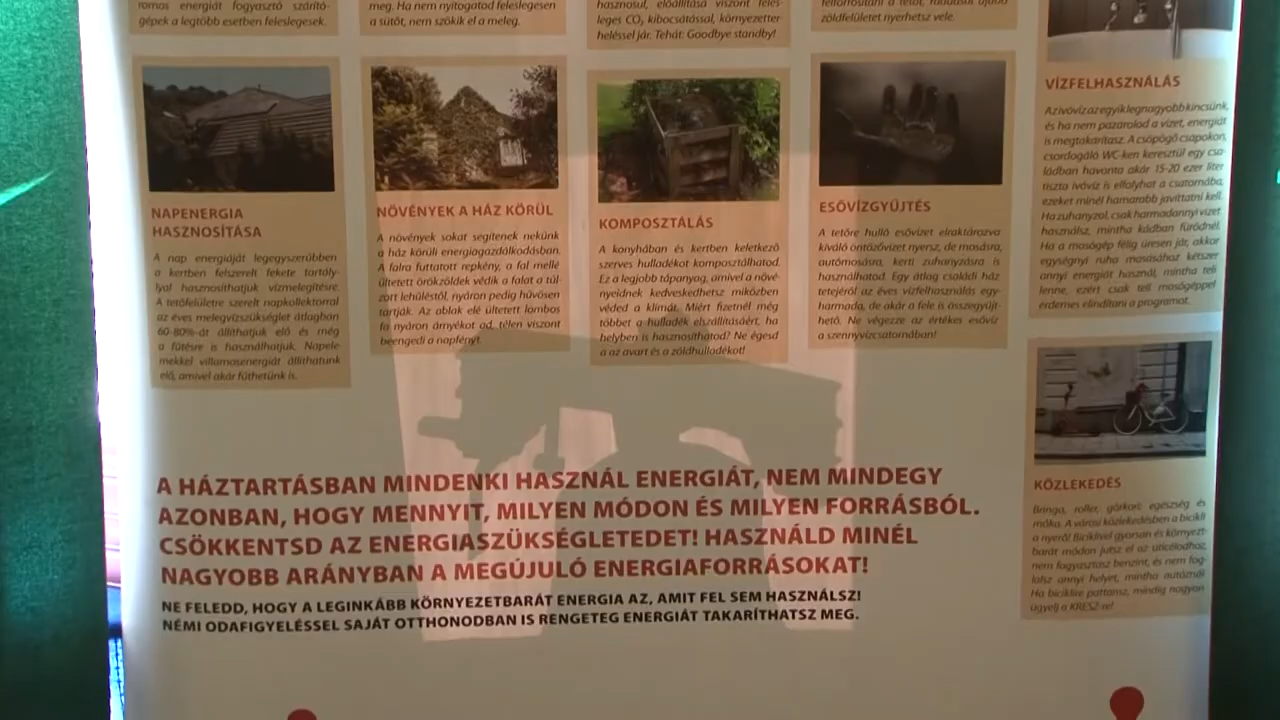 romas energiát fogyasztó szárító-
gépek a legtöbb esetben feleslegesek.
meg. Ha nem nyitogatod feleslegesen
a sütőt, nem szökik el a meleg.
hasznosul, előállítása viszont feles-
leges CO₂ kibocsátással, környezetter
heléssel jár. Tehát: Goodbye standby!
zöldfelületet nyerhetsz vele.
NAPENERGIA
HASZNOSÍTÁSA
A nap energiáját legegyszerűbben
a kertben felszerelt fekete tartály-
lyal hasznosíthatjuk vízmelegítésre.
A tetőfelületre szerelt napkollektorral
az éves melegvízszükséglet átlagban
60-80%-át állíthatjuk elő és még
a fűtésre is használhatjuk. Napele
mekkel villamosenergiát állíthatunk
elő, amivel akár fűthetünk is.
NÖVÉNYEK A HÁZ KÖRÜL
A növények sokat segítenek nekünk
a ház körüli energiagazdálkodásban.
A falra futtatott repkény, a fal mellé
ültetett örökzöldek védik a falat a túl-
zott lehűléstől, nyáron pedig hűvösen
tartják. Az ablak elé ültetett lombos
fa nyáron árnyékot ad, télen viszont
beengedi a napfényt.
KOMPOSZTÁLÁS
A konyhában és kertben keletkező
szerves hulladékot komposztálhatod.
Ez a legjobb tápanyag, amivel a növé-
nyeidnek kedveskedhetsz miközben
véded a klímát. Miért fizetnél még
többet a hulladék elszállításáért, ha
helyben is hasznosíthatod? Ne égesd
a az avart és a zöldhulladékot!
ESŐVÍZGYŰJTÉS
A tetőre hulló esővizet elraktározva
kiváló öntözővizet nyersz, de mosásra,
autómosásra, kerti zuhanyzásra is
használhatod. Egy átlag családi ház
tetejéről az éves vízfelhasználás egy-
harmada, de akár a fele is összegyűjt-
hető. Ne végezze az értékes esővíz
a szennyvízcsatornában!
VÍZFELHASZNÁLÁS
Az ivóvíz az egyik legnagyobb kincsünk,
és ha nem pazarolod a vizet, energiát
is megtakarítasz. A csöpögő csapokon,
csordogáló WC-ken keresztül egy csa-
ládban havonta akár 15-20 ezer liter
tiszta ivóvíz is elfolyhat a csatornába,
ezeket minél hamarabb javíttatni kell.
Ha zuhanyzol, csak harmadannyi vizet
használsz, mintha kádban fürödnél.
Ha a mosógép félig üresen jár, akkor
egységnyi ruha mosásához kétszer
annyi energiát használ, mintha teli
lenne, ezért csak teli mosógéppel
érdemes elindítani a programot.
KÖZLEKEDÉS
Bringa, roller, görkori: egészség és
móka. A városi közlekedésben a bicikli
a nyerő! Biciklivel gyorsan és környezt-
barát módon jutsz el az uticélodhoz,
nem fogyasztasz benzint, és nem fog-
lalsz annyi helyet, mintha autóznál.
Ha biciklire pattansz, mindig nagyon
ügyelj a KRESZ-re!
A HÁZTARTÁSBAN MINDENKI HASZNÁL ENERGIÁT, NEM MINDEGY
AZONBAN, HOGY MENNYIT, MILYEN MÓDON ÉS MILYEN FORRÁSBÓL.
CSÖKKENTSD AZ ENERGIASZÜKSÉGLETEDET! HASZNÁLD MINÉL
NAGYOBB ARÁNYBAN A MEGÚJULÓ ENERGIAFORRÁSOKAT!
NE FELEDD, HOGY A LEGINKÁBB KÖRNYEZETBARÁT ENERGIA AZ, AMIT FEL SEM HASZNÁLSZ!
NÉMI ODAFIGYELÉSSEL SAJÁT OTTHONODBAN IS RENGETEG ENERGIÁT TAKARÍTHATSZ MEG.